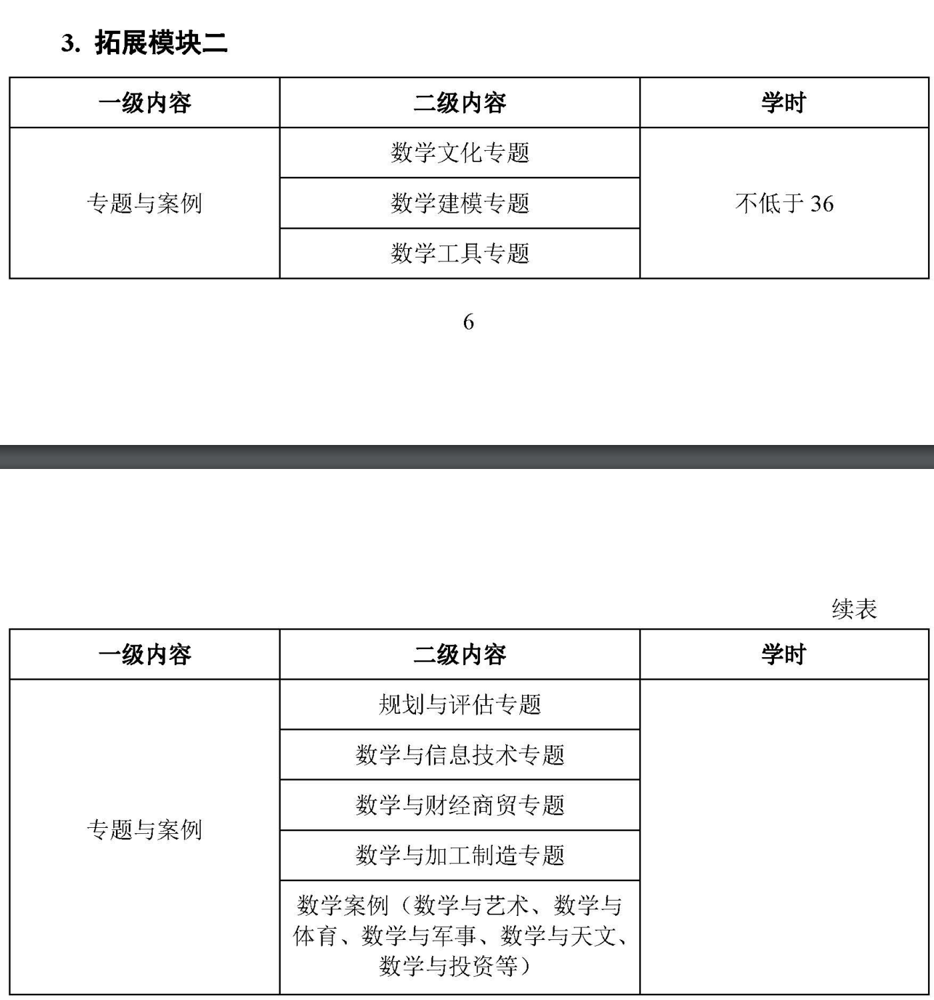 3. 拓展模块二
一级内容 二级内容 学时
数学文化专题
专题与案例 数学建模专题 不低于 36
数学工具专题
6
续表
一级内容 二级内容 学时
规划与评估专题
数学与信息技术专题
数学与财经商贸专题
专题与案例
数学与加工制造专题
数学案例（数学与艺术、数学与
体育、数学与军事、数学与天文、
数学与投资等）